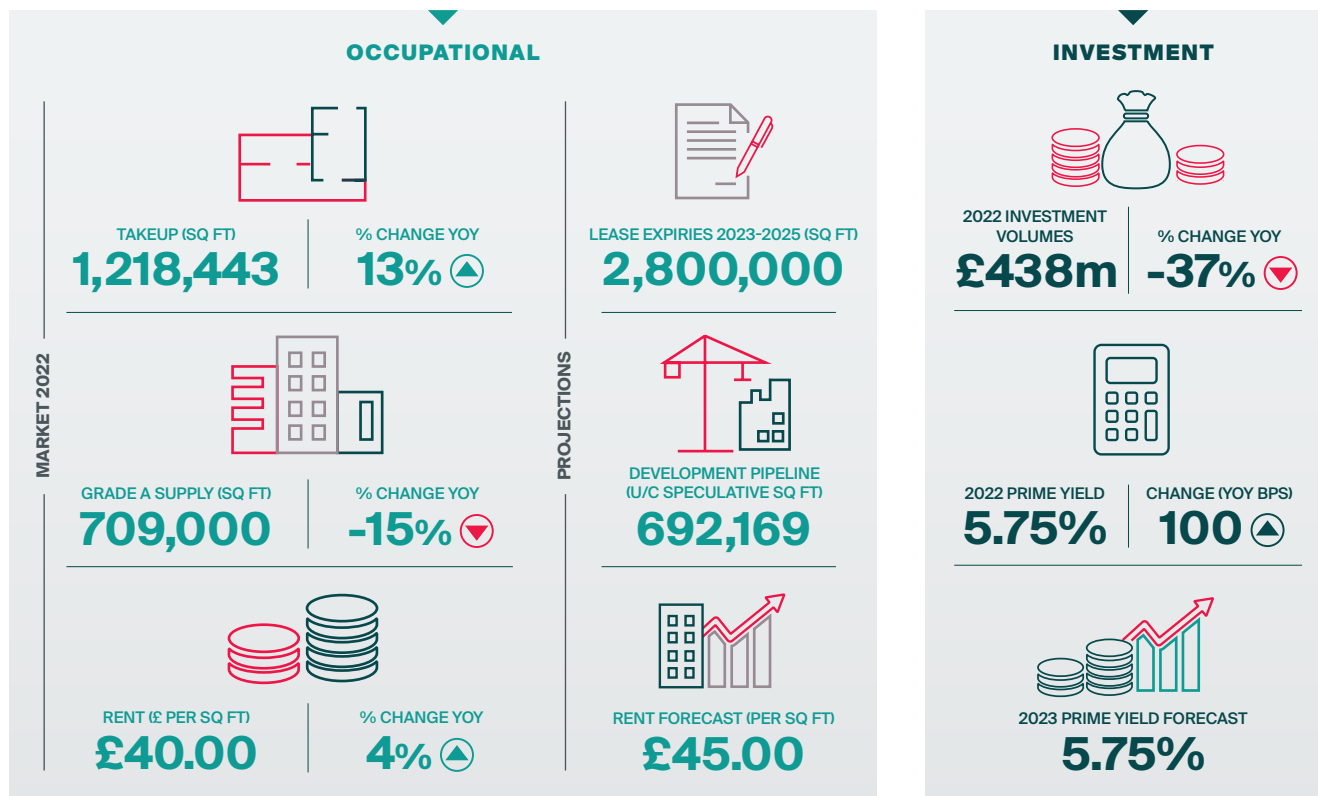 OCCUPATIONAL
MARKET 2022
TAKEUP (SQ FT)
1,218,443
% CHANGE YOY
13%
GRADE A SUPPLY (SQ FT)
709,000
% CHANGE YOY
-15%
RENT (£ PER SQ FT)
£40.00
% CHANGE YOY
4%
PROJECTIONS
LEASE EXPIRIES 2023-2025 (SQ FT)
2,800,000
DEVELOPMENT PIPELINE
(U/C SPECULATIVE SQ FT)
692,169
RENT FORECAST (PER SQ FT)
£45.00
INVESTMENT
2022 INVESTMENT
VOLUMES
£438m
% CHANGE YOY
-37%
2022 PRIME YIELD
5.75%
CHANGE (YOY BPS)
100
2023 PRIME YIELD FORECAST
5.75%